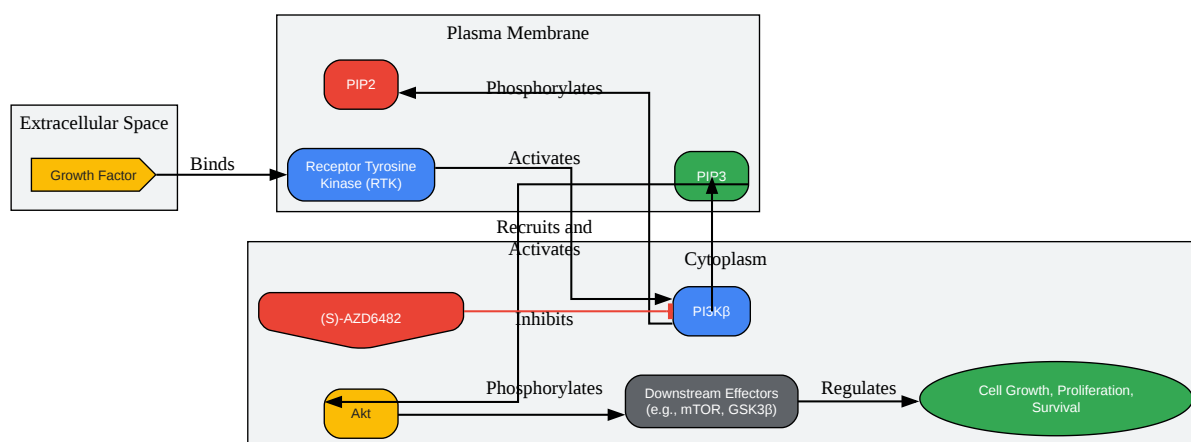 Plasma Membrane
PIP2
Phosphorylates
Extracellular Space
Growth Factor
Binds
Receptor Tyrosine
Kinase (RTK)
Activates
PIP3
Recruits and
Activates
Cytoplasm
(S)-AZD6482
Inhibits
PI3Kβ
Akt
Phosphorylates
Downstream Effectors
(e.g., mTOR, GSK3β)
Regulates
Cell Growth, Proliferation,
Survival